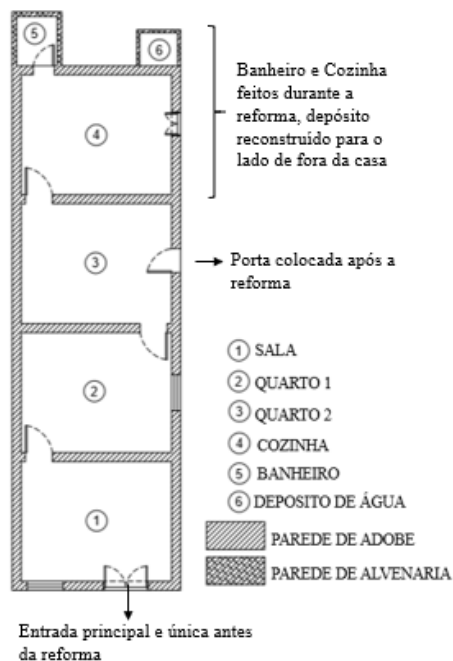 5
6
Banheiro e Cozinha
feitos durante a
reforma, depósito
reconstruído para o
lado de fora da casa
4
3
Porta colocada após a
reforma
2
1 SALA
2 QUARTO 1
3 QUARTO 2
4 COZINHA
5 BANHEIRO
6 DEPOSITO DE ÁGUA
1
PAREDE DE ADOBE
PAREDE DE ALVENARIA
Entrada principal e única antes
da reforma